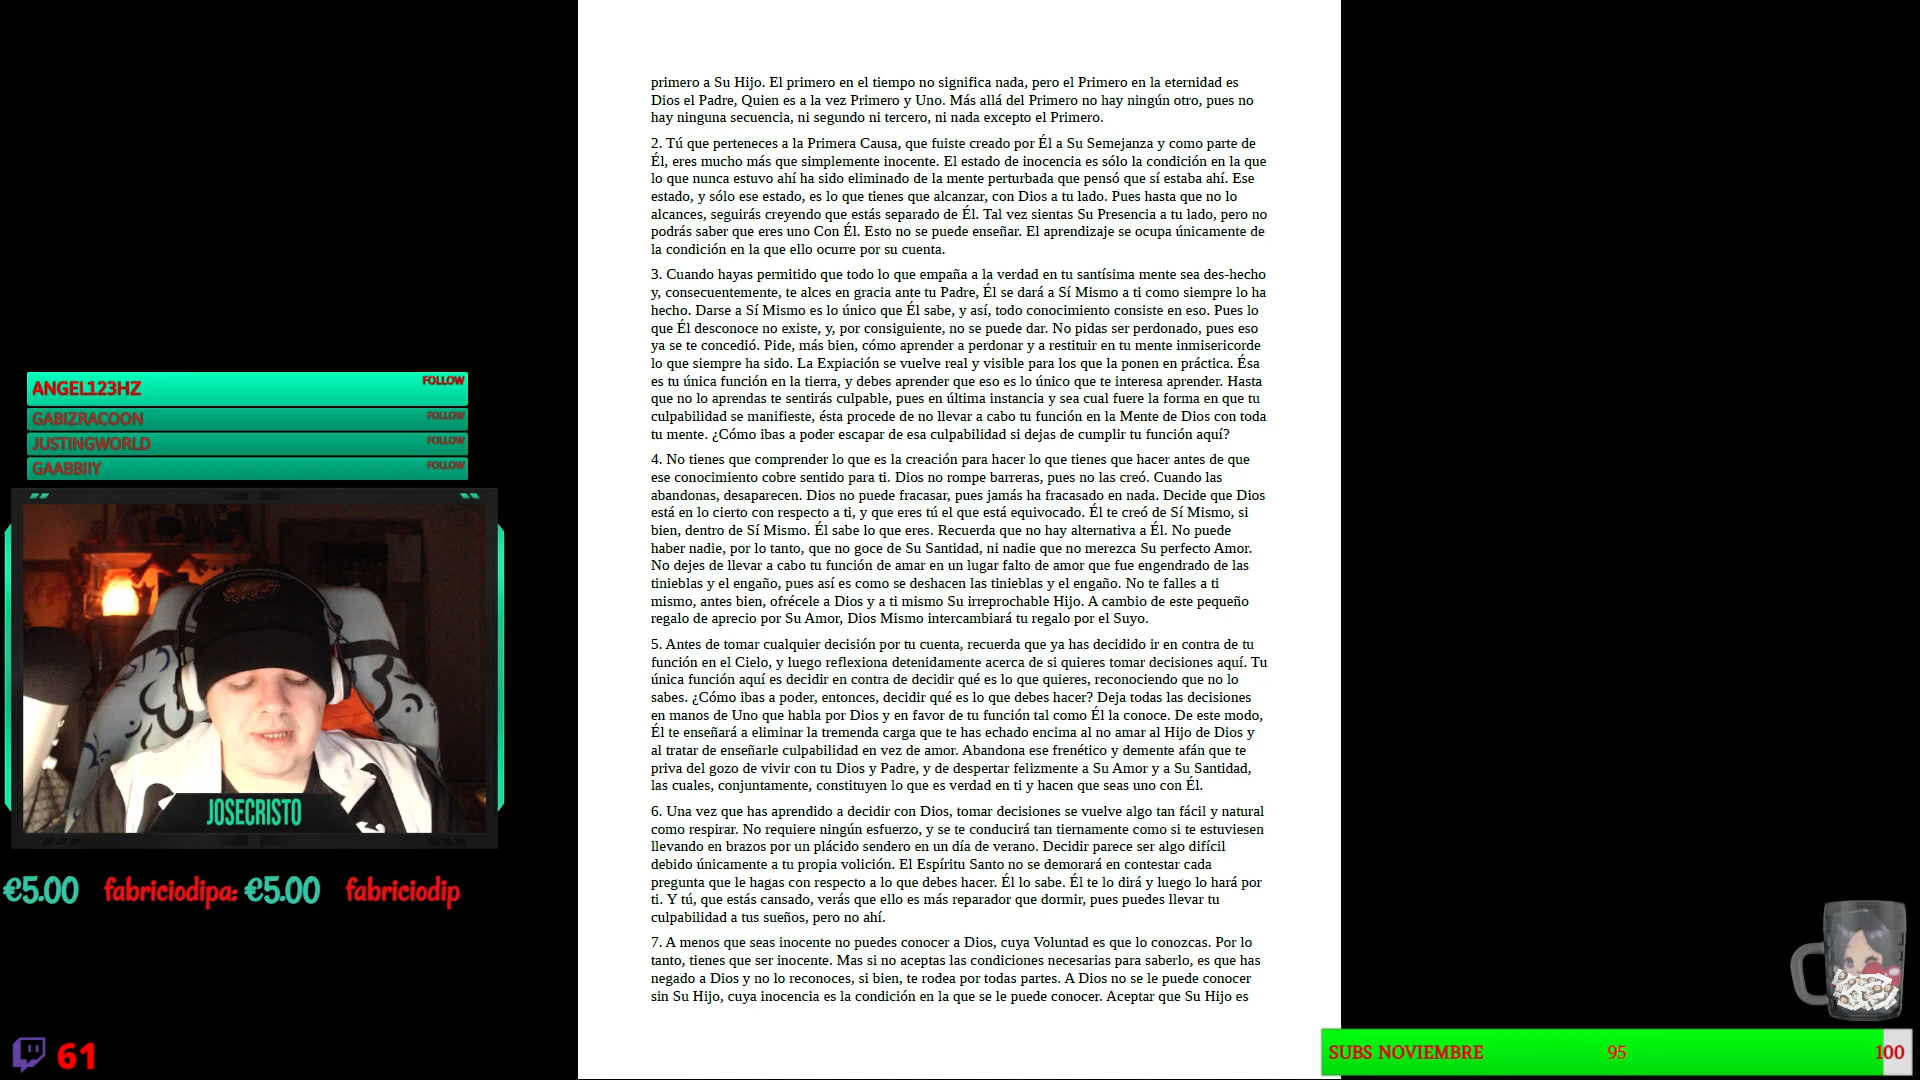 primero a Su Hijo. El primero en el tiempo no significa nada, pero el Primero en la eternidad es
Dios el Padre, Quien es a la vez Primero y Uno. Más allá del Primero no hay ningún otro, pues no
hay ninguna secuencia, ni segundo ni tercero, ni nada excepto el Primero.
2. Tú que perteneces a la Primera Causa, que fuiste creado por Él a Su Semejanza y como parte de
Él, eres mucho más que simplemente inocente. El estado de inocencia es sólo la condición en la que
lo que nunca estuvo ahí ha sido eliminado de la mente perturbada que pensó que sí estaba ahí. Ese
estado, y sólo ese estado, es lo que tienes que alcanzar, con Dios a tu lado. Pues hasta que no lo
alcances, seguirás creyendo que estás separado de Él. Tal vez sientas Su Presencia a tu lado, pero no
podrás saber que eres uno Con Él. Esto no se puede enseñar. El aprendizaje se ocupa únicamente de
la condición en la que ello ocurre por su cuenta.
3. Cuando hayas permitido que todo lo que empaña a la verdad en tu santísima mente sea des-hecho
y, consecuentemente, te alces en gracia ante tu Padre, Él se dará a Sí Mismo a ti como siempre lo ha
hecho. Darse a Sí Mismo es lo único que Él sabe, y así, todo conocimiento consiste en eso. Pues lo
que Él desconoce no existe, y, por consiguiente, no se puede dar. No pidas ser perdonado, pues eso
ya se te concedió. Pide, más bien, cómo aprender a perdonar y a restituir en tu mente inmisericorde
lo que siempre ha sido. La Expiación se vuelve real y visible para los que la ponen en práctica. Ésa
es tu única función en la tierra, y debes aprender que eso es lo único que te interesa aprender. Hasta
que no lo aprendas te sentirás culpable, pues en última instancia y sea cual fuere la forma en que tu
culpabilidad se manifieste, ésta procede de no llevar a cabo tu función en la Mente de Dios con toda
tu mente. ¿Cómo ibas a poder escapar de esa culpabilidad si dejas de cumplir tu función aquí?
4. No tienes que comprender lo que es la creación para hacer lo que tienes que hacer antes de que
ese conocimiento cobre sentido para ti. Dios no rompe barreras, pues no las creó. Cuando las
abandonas, desaparecen. Dios no puede fracasar, pues jamás ha fracasado en nada. Decide que Dios
está en lo cierto con respecto a ti, y que eres tú el que está equivocado. Él te creó de Sí Mismo, si
bien, dentro de Sí Mismo. Él sabe lo que eres. Recuerda que no hay alternativa a Él. No puede
haber nadie, por lo tanto, que no goce de Su Santidad, ni nadie que no merezca Su perfecto Amor.
No dejes de llevar a cabo tu función de amar en un lugar falto de amor que fue engendrado de las
tinieblas y el engaño, pues así es como se deshacen las tinieblas y el engaño. No te falles a ti
mismo, antes bien, ofrécele a Dios y a ti mismo Su irreprochable Hijo. A cambio de este pequeño
regalo de aprecio por Su Amor, Dios Mismo intercambiará tu regalo por el Suyo.
5. Antes de tomar cualquier decisión por tu cuenta, recuerda que ya has decidido ir en contra de tu
función en el Cielo, y luego reflexiona detenidamente acerca de si quieres tomar decisiones aquí. Tu
única función aquí es decidir en contra de decidir qué es lo que quieres, reconociendo que no lo
sabes. ¿Cómo ibas a poder, entonces, decidir qué es lo que debes hacer? Deja todas las decisiones
en manos de Uno que habla por Dios y en favor de tu función tal como Él la conoce. De este modo,
Él te enseñará a eliminar la tremenda carga que te has echado encima al no amar al Hijo de Dios y
al tratar de enseñarle culpabilidad en vez de amor. Abandona ese frenético y demente afán que te
priva del gozo de vivir con tu Dios y Padre, y de despertar felizmente a Su Amor y a Su Santidad,
las cuales, conjuntamente, constituyen lo que es verdad en ti y hacen que seas uno con Él.
6. Una vez que has aprendido a decidir con Dios, tomar decisiones se vuelve algo tan fácil y natural
como respirar. No requiere ningún esfuerzo, y se te conducirá tan tiernamente como si te estuviesen
llevando en brazos por un plácido sendero en un día de verano. Decidir parece ser algo difícil
debido únicamente a tu propia volición. El Espíritu Santo no se demorará en contestar cada
pregunta que le hagas con respecto a lo que debes hacer. Él lo sabe. Él te lo dirá y luego lo hará por
ti. Y tú, que estás cansado, verás que ello es más reparador que dormir, pues puedes llevar tu
culpabilidad a tus sueños, pero no ahí.
7. A menos que seas inocente no puedes conocer a Dios, cuya Voluntad es que lo conozcas. Por lo
tanto, tienes que ser inocente. Mas si no aceptas las condiciones necesarias para saberlo, es que has
negado a Dios y no lo reconoces, si bien, te rodea por todas partes. A Dios no se le puede conocer
sin Su Hijo, cuya inocencia es la condición en la que se le puede conocer. Aceptar que Su Hijo es
ANGEL123HZ FOLLOW
GABIZRACOON FOLLOW
JUSTINGWORLD FOLLOW
GAABBIIY FOLLOW
JOSECRISTO
€5.00 fabriciodipa: €5.00 fabriciodip
61
SUBS NOVIEMBRE 95 100